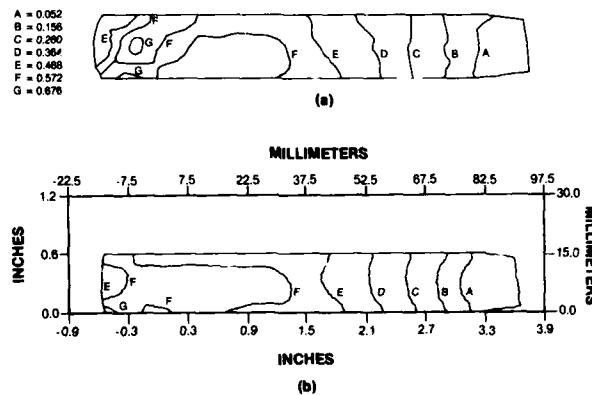 A = 0.052
B = 0.156
C = 0.260
D = 0.364
E = 0.468
F = 0.572
G = 0.676
E F G F G F E D C B A
(a)
MILLIMETERS
-22.5 -7.5 7.5 22.5 37.5 52.5 67.5 82.5 97.5
1.2 30.0
INCHES
0.6 15.0
MILLIMETERS
E F G F F E D C B A
0.0 0.0
-0.9 -0.3 0.3 0.9 1.5 2.1 2.7 3.3 3.9
INCHES
(b)